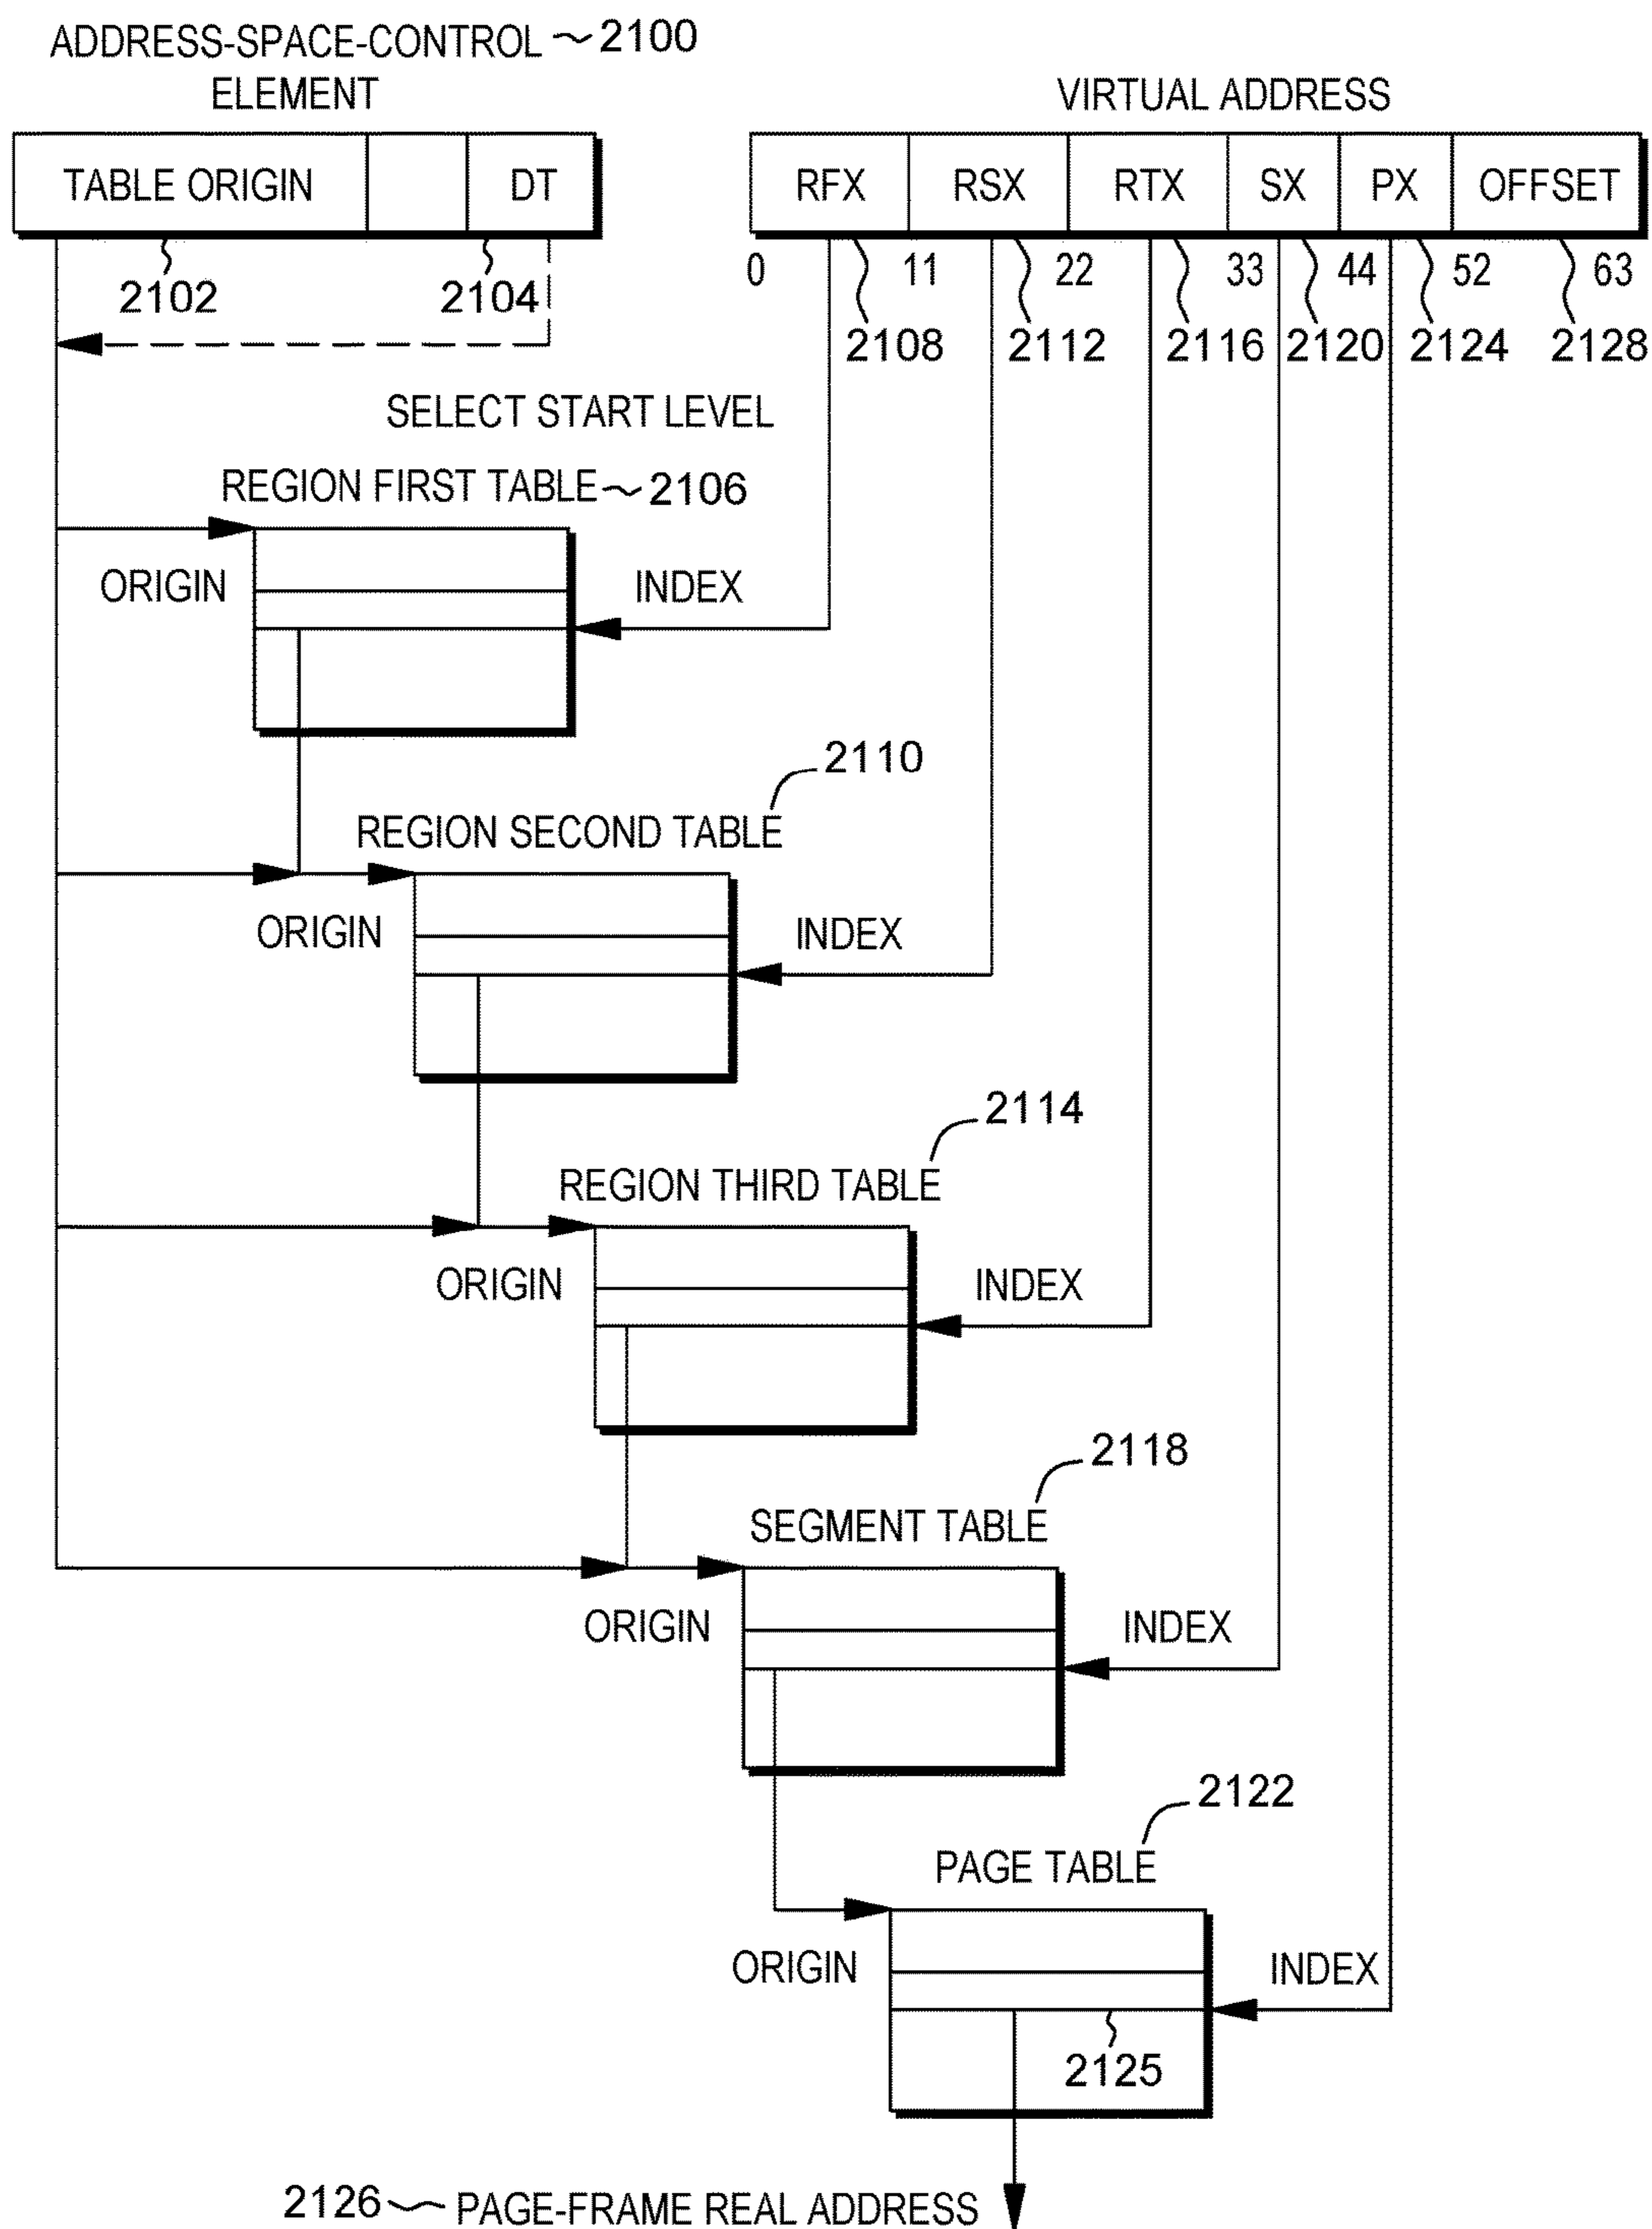 ADDRESS-SPACE-CONTROL 2100
ELEMENT
VIRTUAL ADDRESS
TABLE ORIGIN DT
RFX RSX RTX SX PX OFFSET
0 11 22 33 44 52 63
2102 2104
2108 2112 2116 2120 2124 2128
SELECT START LEVEL
REGION FIRST TABLE 2106
ORIGIN INDEX
2110
REGION SECOND TABLE
ORIGIN INDEX
2114
REGION THIRD TABLE
ORIGIN INDEX
2118
SEGMENT TABLE
ORIGIN INDEX
2122
PAGE TABLE
ORIGIN INDEX
2125
2126 PAGE-FRAME REAL ADDRESS